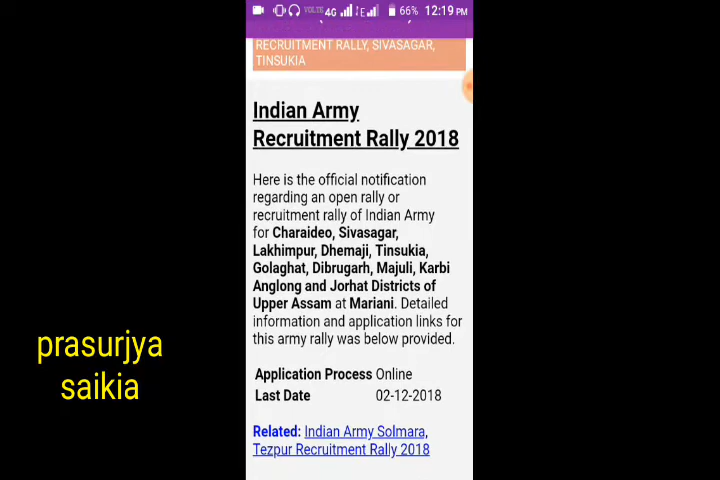 VOLTE 4G E 66% 12:19 PM
RECRUITMENT RALLY, SIVASAGAR,
TINSUKIA
Indian Army
Recruitment Rally 2018
Here is the official notification
regarding an open rally or
recruitment rally of Indian Army
for Charaideo, Sivasagar,
Lakhimpur, Dhemaji, Tinsukia,
Golaghat, Dibrugarh, Majuli, Karbi
Anglong and Jorhat Districts of
Upper Assam at Mariani. Detailed
information and application links for
this army rally was below provided.
Application Process Online
Last Date 02-12-2018
Related: Indian Army Solmara,
Tezpur Recruitment Rally 2018
prasurjya
saikia